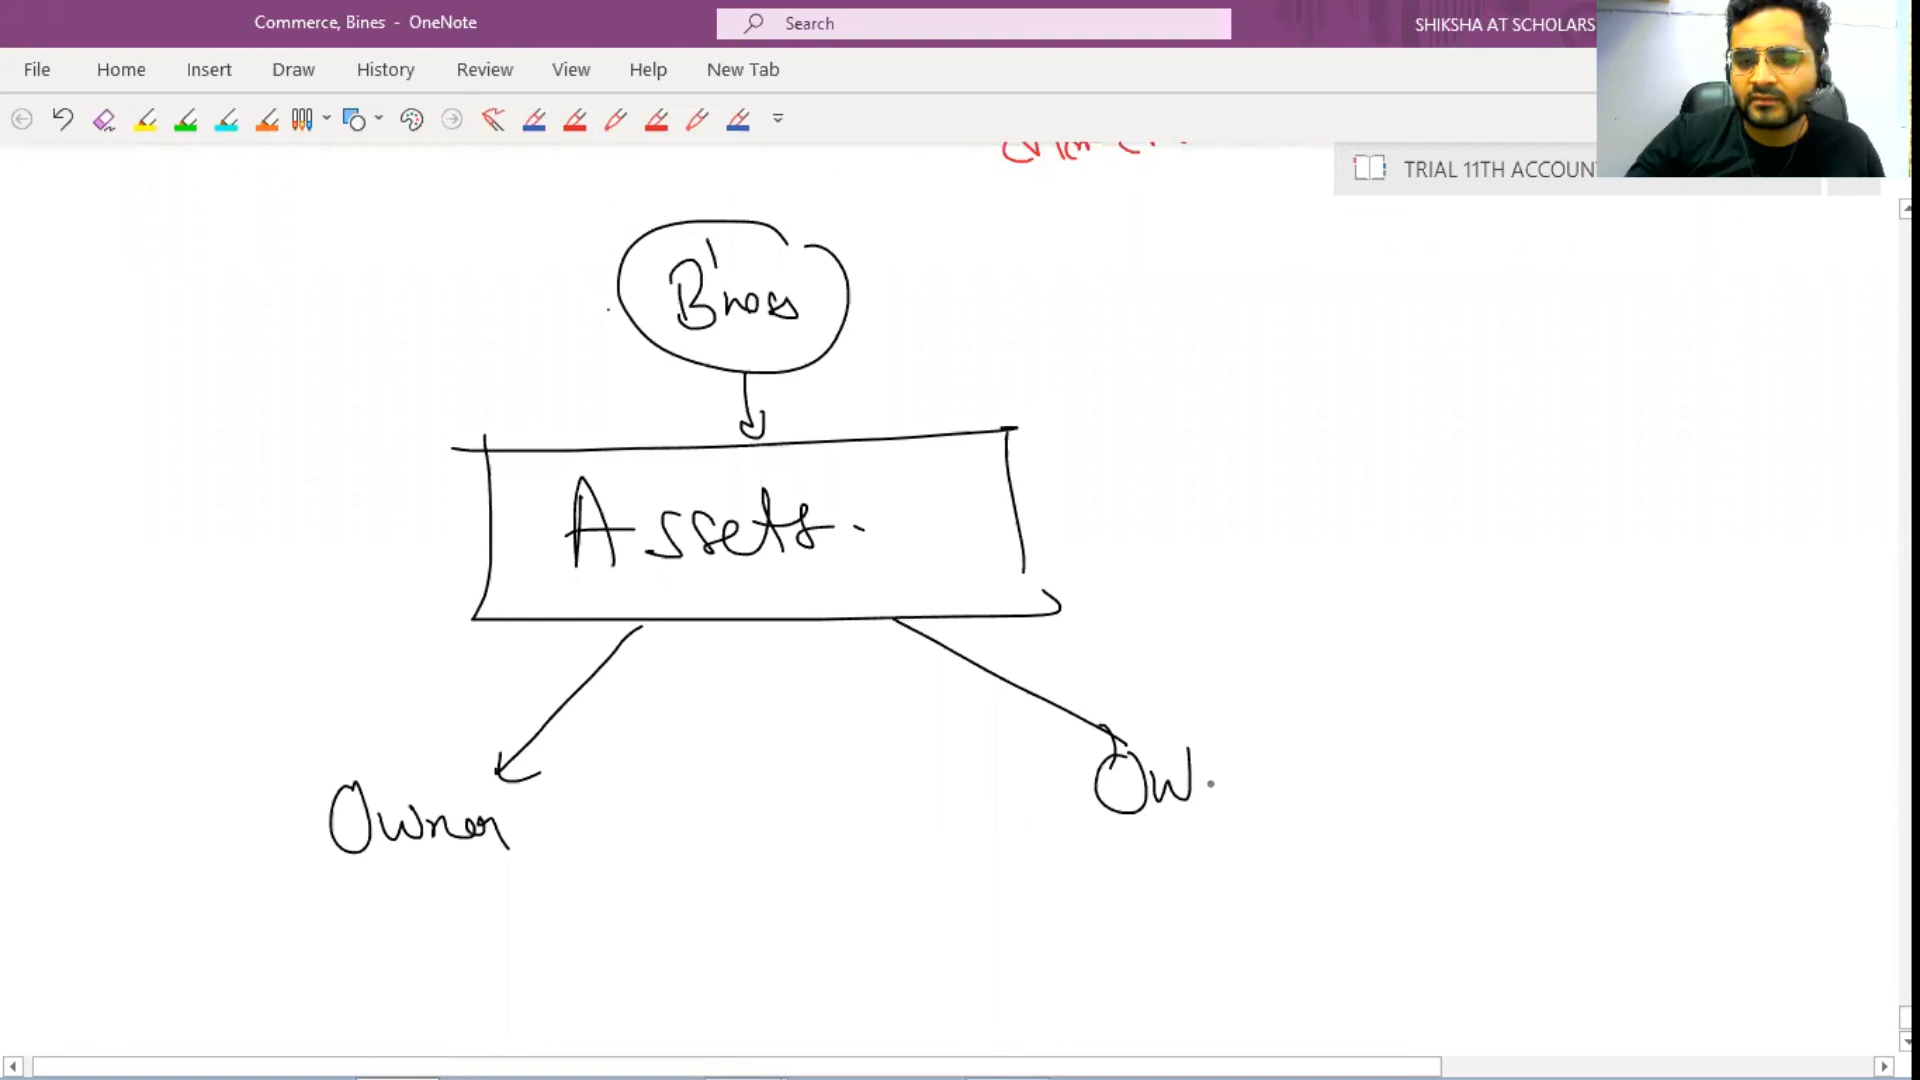 Commerce, Bines - OneNote
Search
SHIKSHA AT SCHOLARS
File Home Insert Draw History Review View Help New Tab
TRIAL 11TH ACCOUN
B'ness
Assets.
Owner
OW